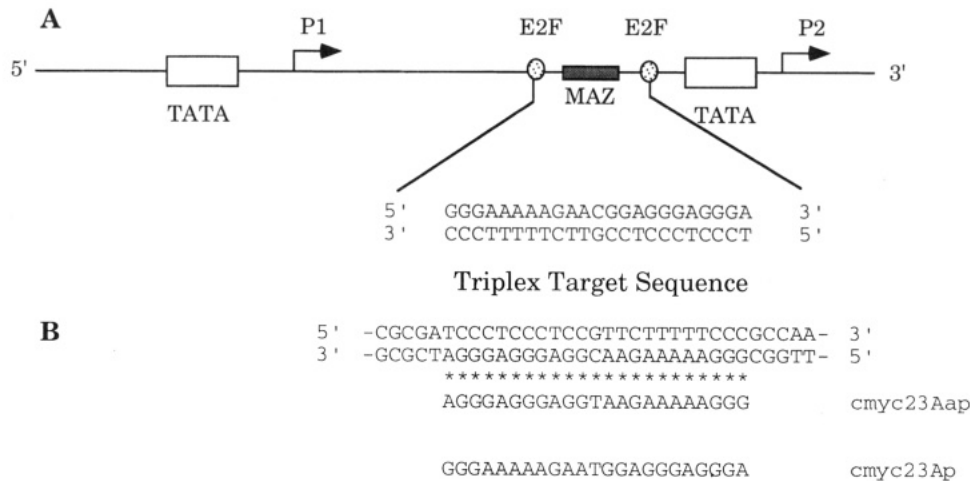 A
P1 E2F E2F P2
5' 3'
TATA MAZ TATA
5' GGGAAAAAGAACGGAGGGAGGGA 3'
3' CCCTTTTTCTTGCCTCCCTCCCT 5'
Triplex Target Sequence
B
5' -CGCGATCCCTCCCTCCGTTCTTTTTCCCGCCAA- 3'
3' -GCGCTAGGGAGGGAGGCAAGAAAAAGGGCGGTT- 5'
***********************
AGGGAGGGAGGTAAGAAAAAGGG cmyc23Aap
GGGAAAAAGAATGGAGGGAGGGA cmyc23Ap